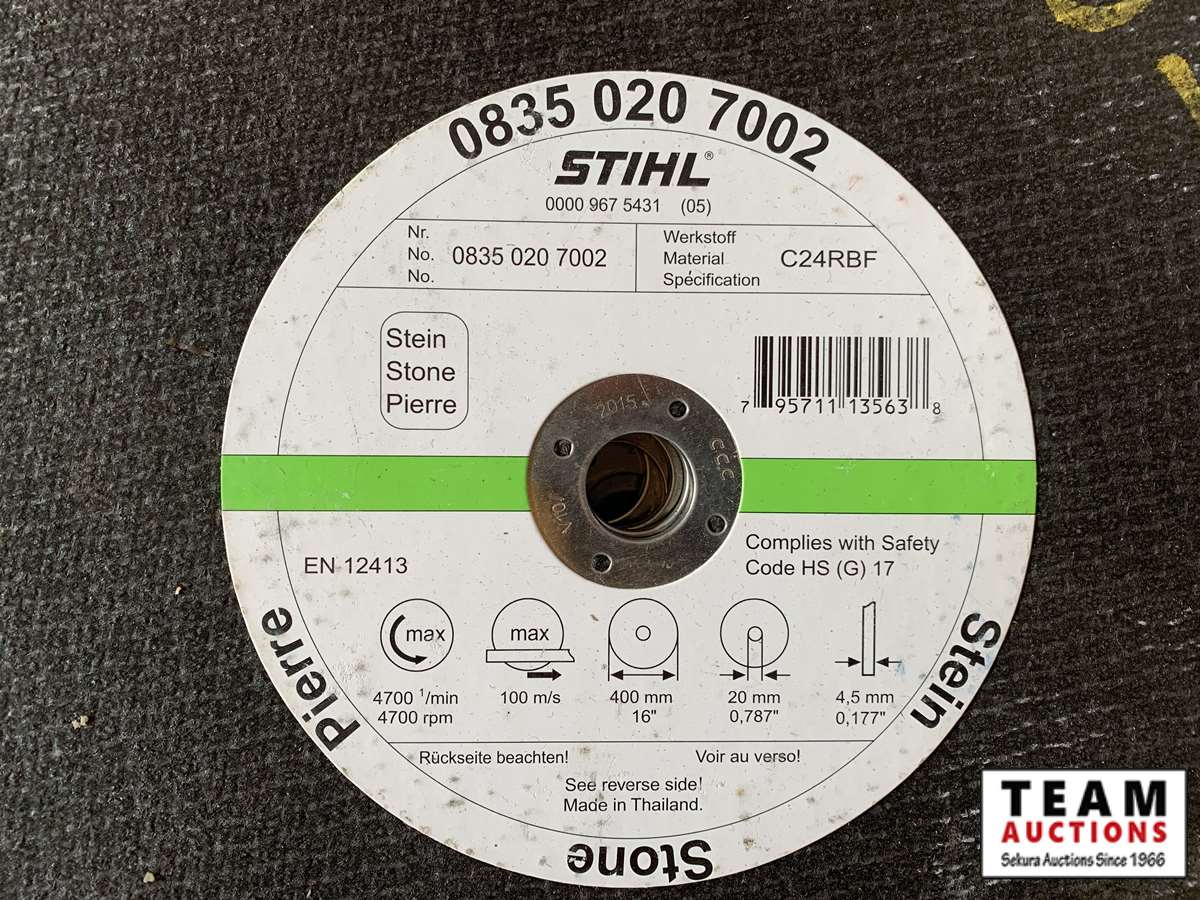 0835 020 7002
STIHL®
0000 967 5431 (05)
Nr.
No. 0835 020 7002
No.
Werkstoff
Material C24RBF
Spécification
Stein
Stone
Pierre
7 95711 13563 8
2015
CCC
V10/
EN 12413
Complies with Safety
Code HS (G) 17
max
max
4700 1/min
4700 rpm
100 m/s
400 mm
16"
20 mm
0,787"
4,5 mm
0,177"
Rückseite beachten!
Voir au verso!
See reverse side!
Made in Thailand.
Pierre
Stone
Stein
TEAM
AUCTIONS
Sekura Auctions Since 1966